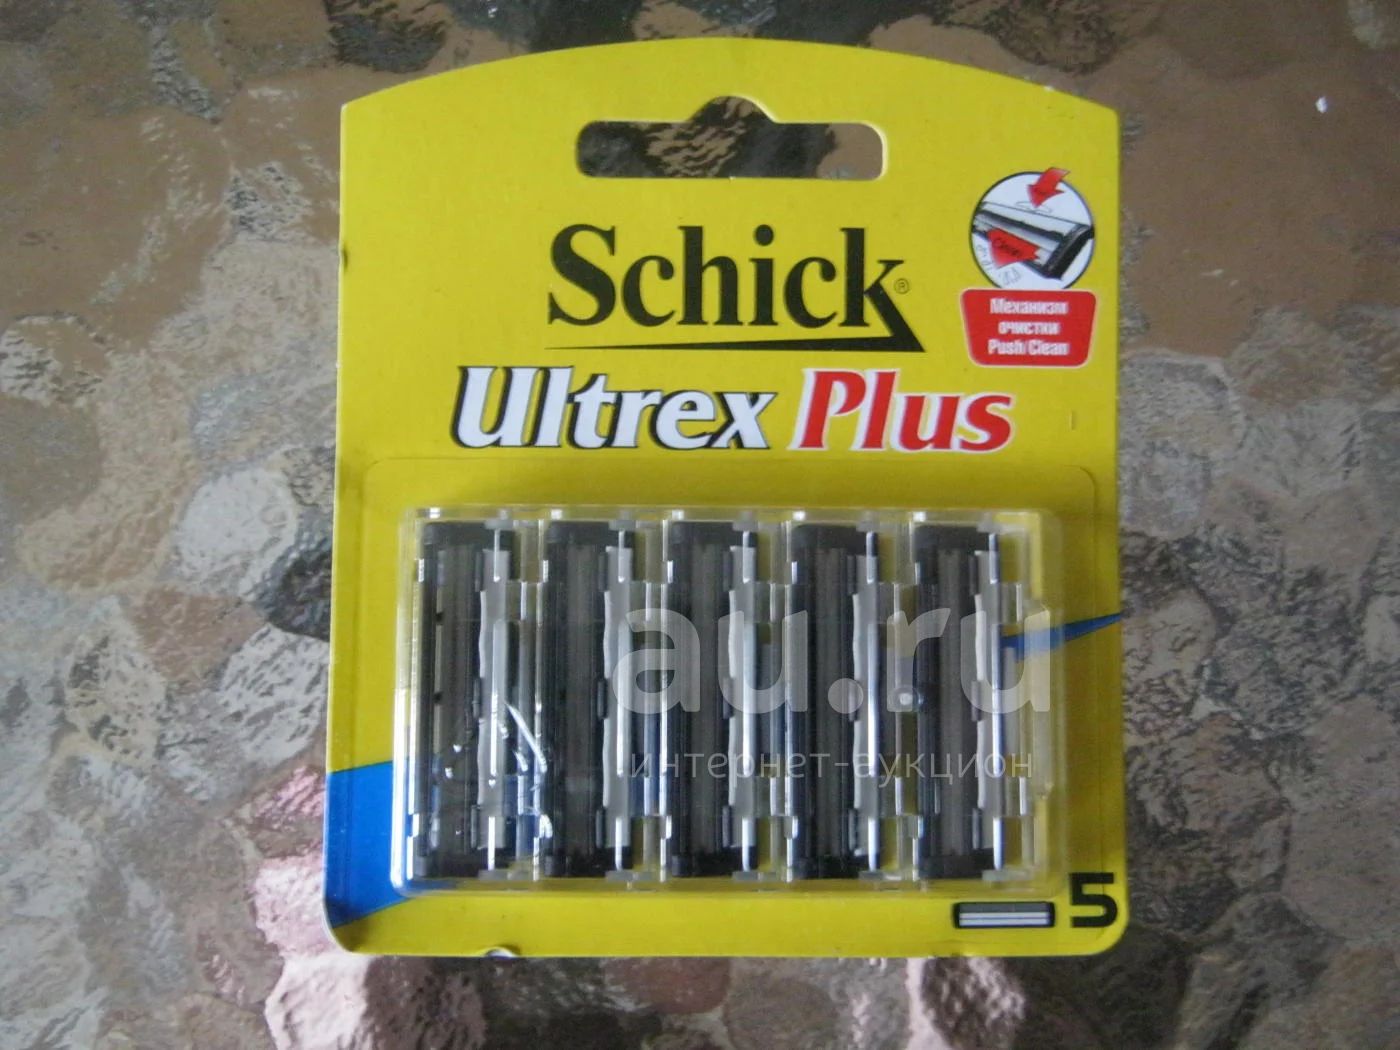 Schick®
Механизм
очистки
Push/Clean
Ultrex Plus
au.ru
интернет-аукцион
5